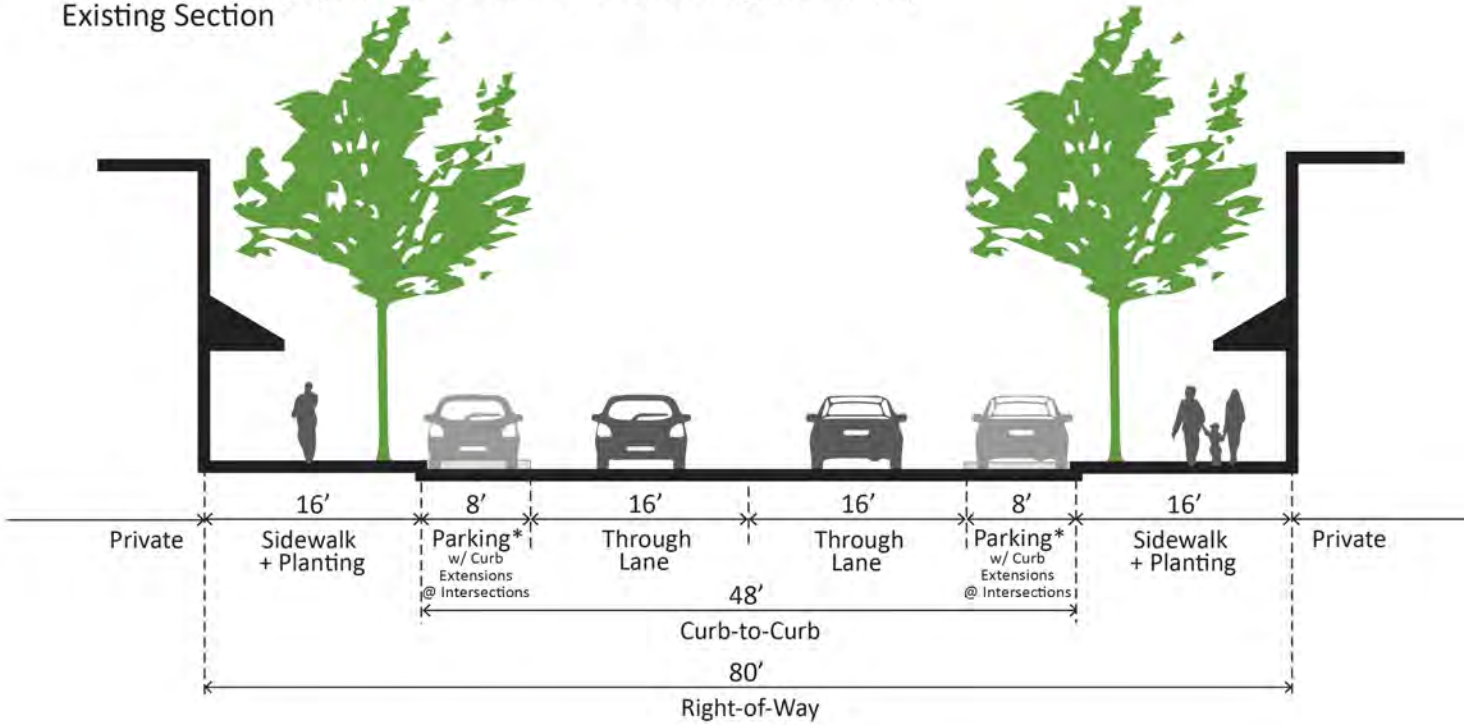 Existing Section
16’ 8’ 16’ 16’ 8’ 16’
Private Sidewalk Parking* Through Through Parking* Sidewalk Private
+ Planting w/ Curb Lane Lane w/ Curb + Planting
Extensions Extensions
@ Intersections @ Intersections
48’
Curb-to-Curb
80’
Right-of-Way